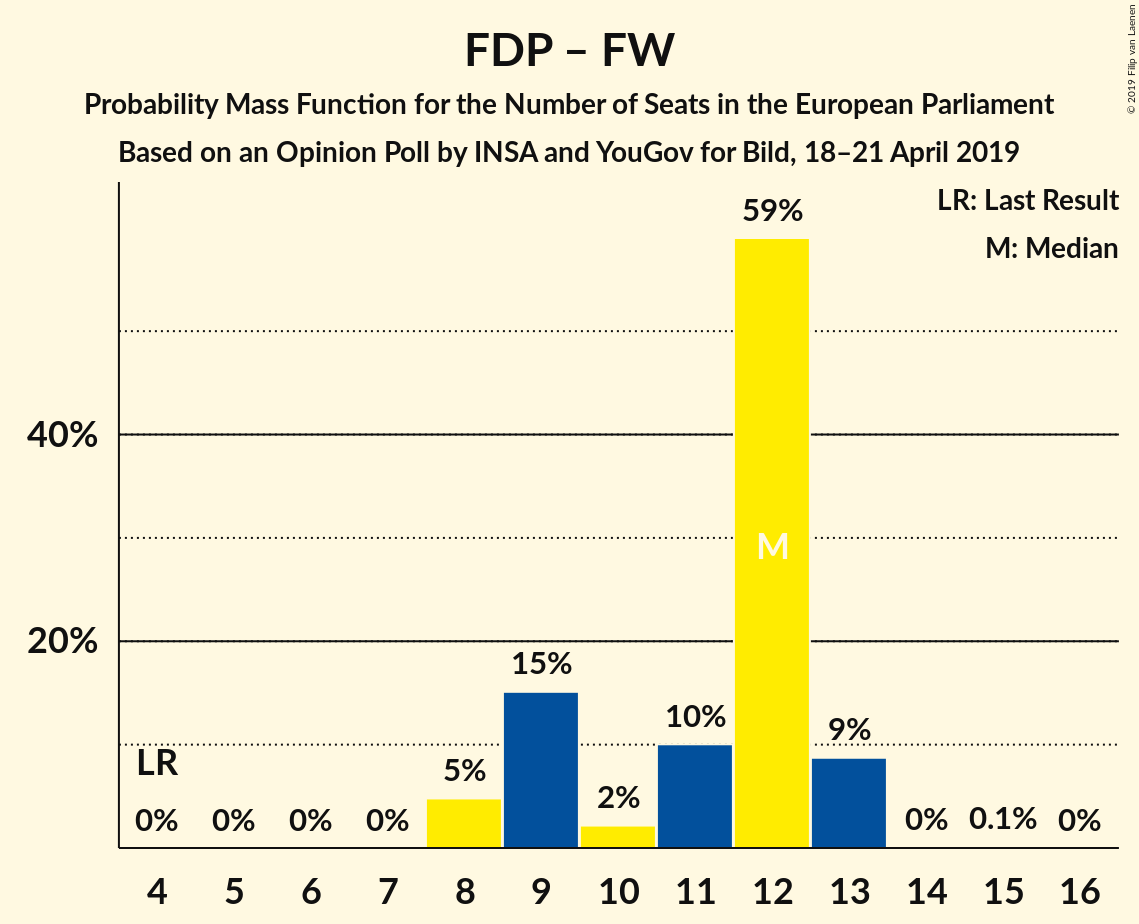 FDP – FW
Probability Mass Function for the Number of Seats in the European Parliament
Based on an Opinion Poll by INSA and YouGov for Bild, 18–21 April 2019
© 2019 Filip van Laenen
LR: Last Result
M: Median
59%
40%
M
20%
15%
10%
9%
LR
5%
2%
0% 0% 0% 0% 0% 0.1% 0%
4 5 6 7 8 9 10 11 12 13 14 15 16